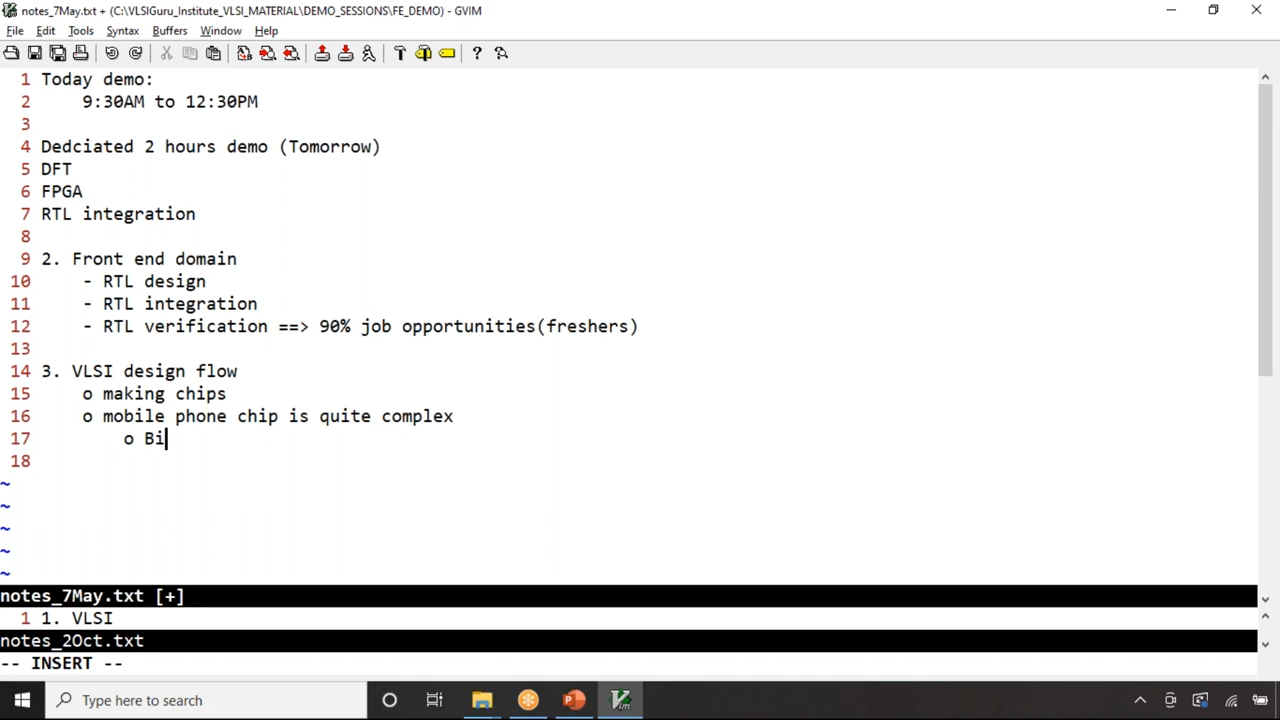 notes_7May.txt + (C:\VLSIGuru_Institute_VLSI_MATERIAL\DEMO_SESSIONS\FE_DEMO) - GVIM
File Edit Tools Syntax Buffers Window Help
1 Today demo:
2 9:30AM to 12:30PM
3
4 Dedciated 2 hours demo (Tomorrow)
5 DFT
6 FPGA
7 RTL integration
8
9 2. Front end domain
10 - RTL design
11 - RTL integration
12 - RTL verification ==> 90% job opportunities(freshers)
13
14 3. VLSI design flow
15 o making chips
16 o mobile phone chip is quite complex
17 o Bi
18
~
~
~
~
~
notes_7May.txt [+]
1 1. VLSI
notes_2Oct.txt
-- INSERT --
Type here to search